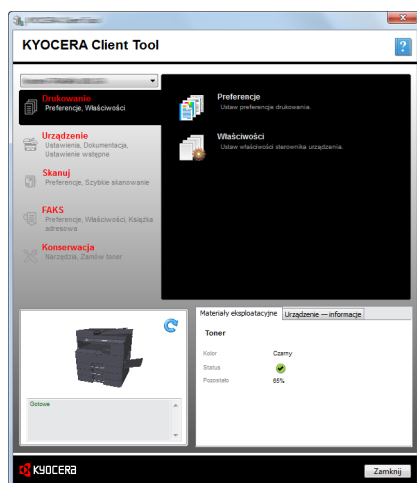 KYOCERA Client Tool
?
Drukowanie
Preferencje, Właściwości
Urządzenie
Ustawienia, Dokumentacja,
Ustawienie wstępne
Skanuj
Preferencje, Szybkie skanowanie
FAKS
Preferencje, Właściwości, Książka
adresowa
Konserwacja
Narzędzia, Zamów toner
Preferencje
Ustaw preferencje drukowania.
Właściwości
Ustaw właściwości sterownika urządzenia.
Gotowe
Materiały eksploatacyjne
Urządzenie — informacje
Toner
Kolor Czarny
Status
Pozostało 65%
KYOCERA
Zamknij